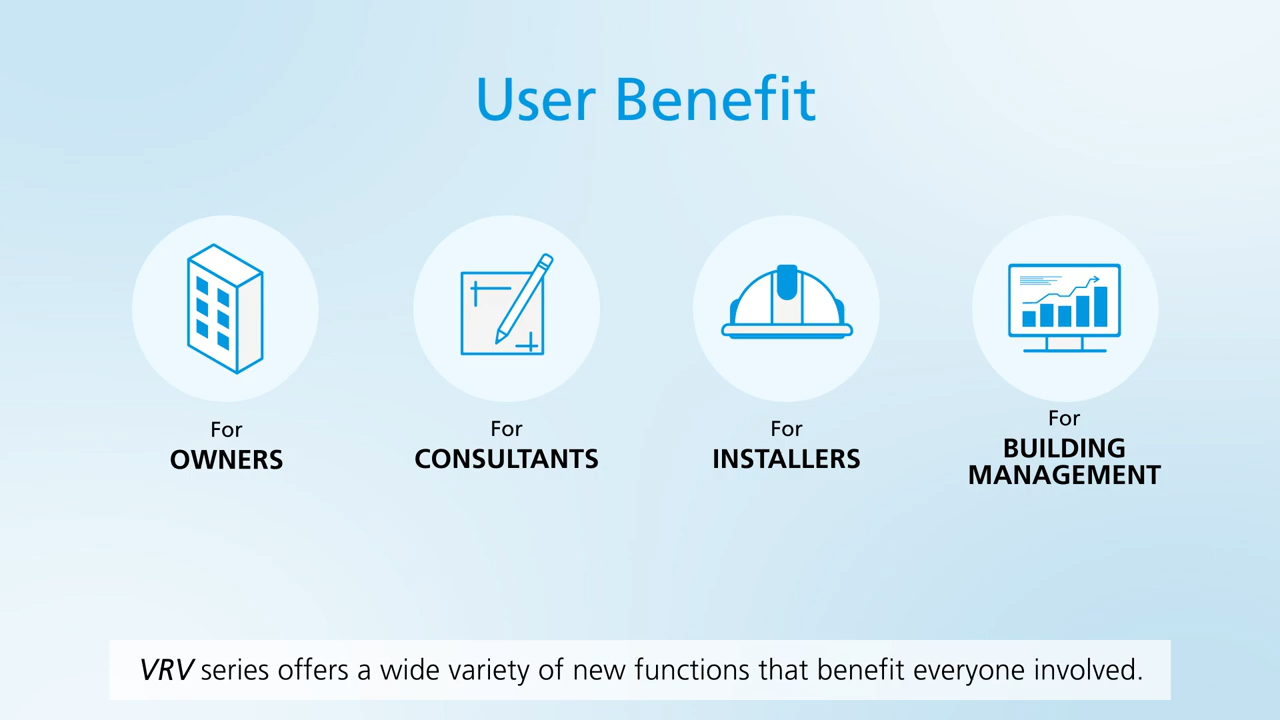 User Benefit
For
OWNERS
For
CONSULTANTS
For
INSTALLERS
For
BUILDING
MANAGEMENT
VRV series offers a wide variety of new functions that benefit everyone involved.